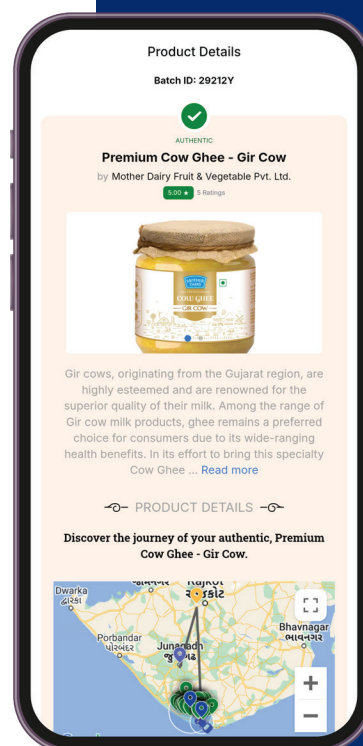 Product Details
Batch ID: 29212Y
AUTHENTIC
Premium Cow Ghee - Gir Cow
by Mother Dairy Fruit & Vegetable Pvt. Ltd.
5.00 ★ 5 Ratings
COW GHEE
GIR COW
Gir cows, originating from the Gujarat region, are
highly esteemed and are renowned for the
superior quality of their milk. Among the range of
Gir cow milk products, ghee remains a preferred
choice for consumers due to its wide-ranging
health benefits. In its effort to bring this specialty
Cow Ghee ... Read more
PRODUCT DETAILS
Discover the journey of your authentic, Premium
Cow Ghee - Gir Cow.
Dwarka
Porbandar
પોરબંદર
Bhavnagar
ભાવનગર